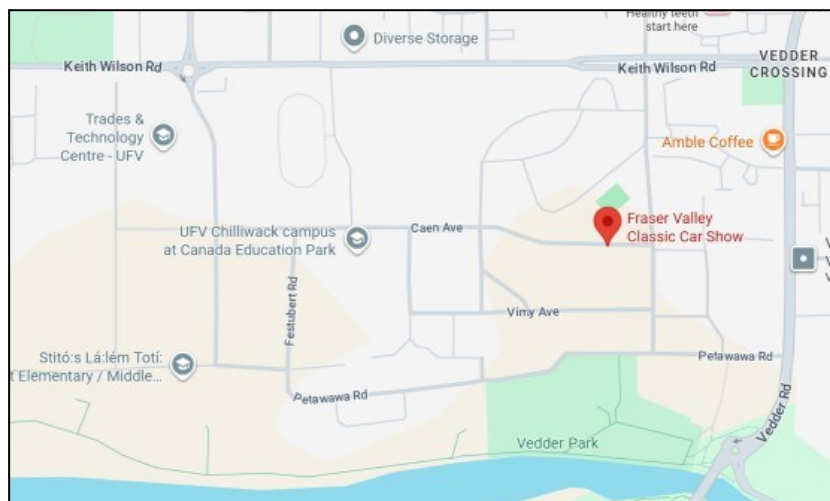 Healthy teeth
start here
Diverse Storage
Keith Wilson Rd
Keith Wilson Rd
VEDDER
CROSSING
Trades &
Technology
Centre - UFV
Amble Coffee
UFV Chilliwack campus
at Canada Education Park
Caen Ave
Fraser Valley
Classic Car Show
V
V
V
Festubert Rd
Vimy Ave
Stitó:s Lá:lém Totí:
t Elementary / Middle...
Petawawa Rd
Petawawa Rd
Vedder Rd
Vedder Park